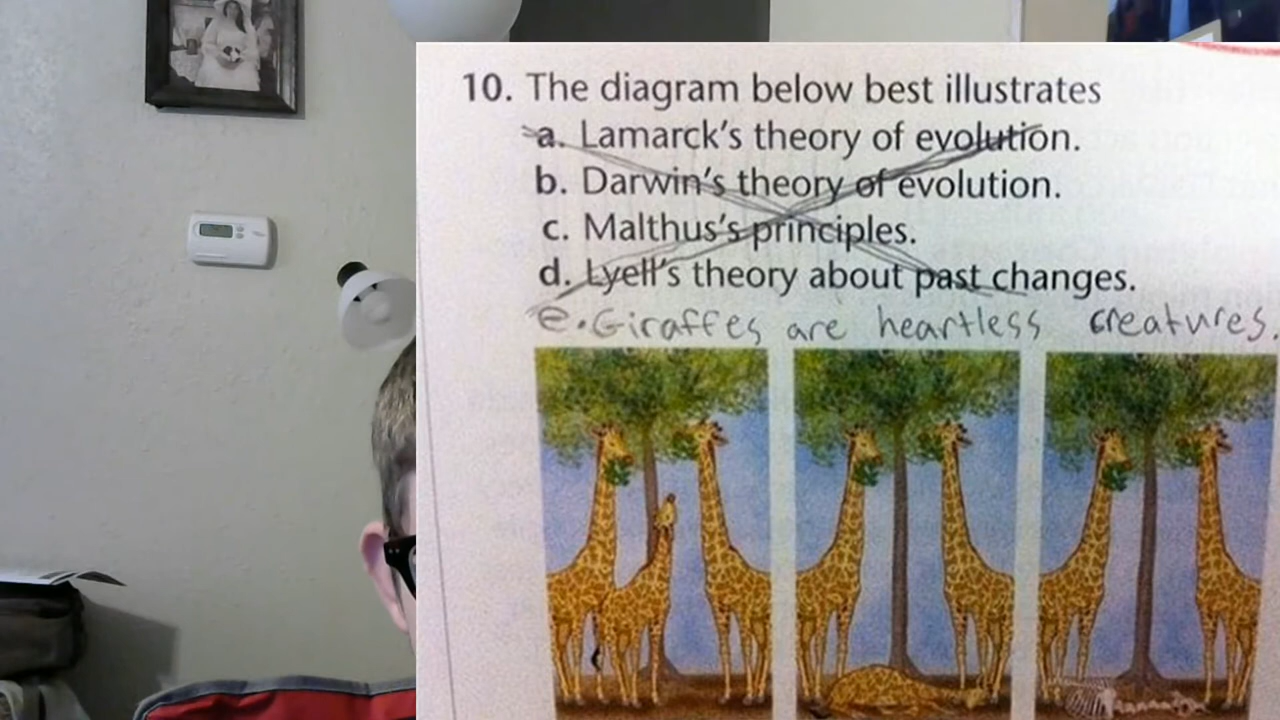 10. The diagram below best illustrates
a. Lamarck's theory of evolution.
b. Darwin's theory of evolution.
c. Malthus's principles.
d. Lyell's theory about past changes.
e. Giraffes are heartless creatures.